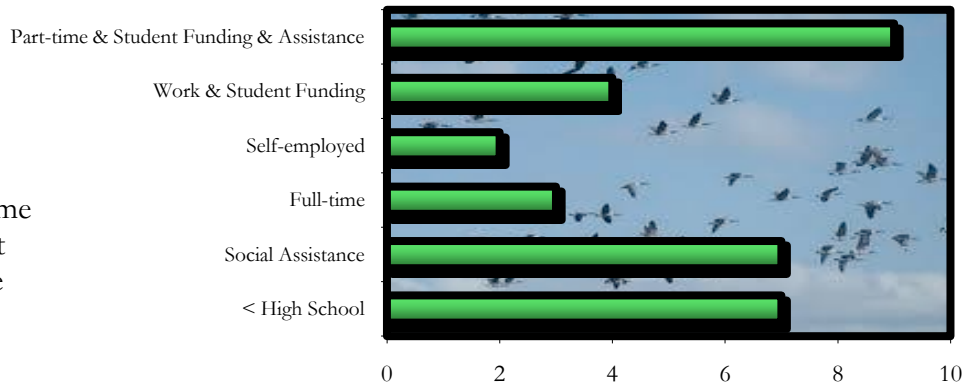 Part-time & Student Funding & Assistance
Work & Student Funding
Self-employed
Full-time
Social Assistance
< High School
0 2 4 6 8 10
me
t
e